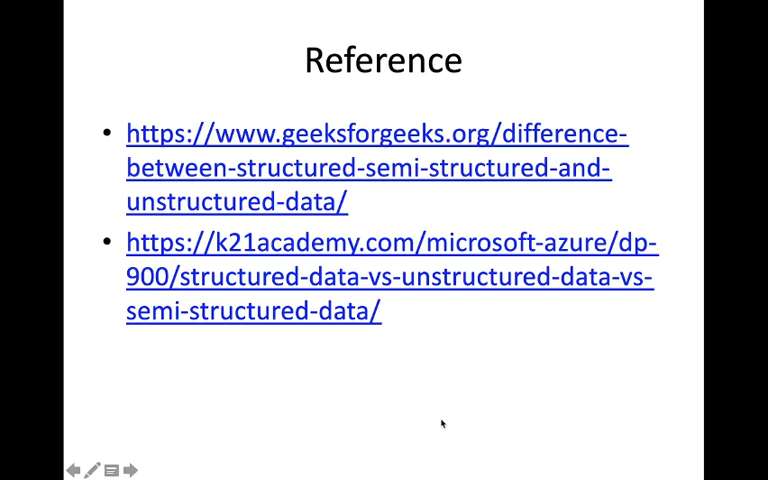 Reference
• https://www.geeksforgeeks.org/difference-
between-structured-semi-structured-and-
unstructured-data/
• https://k21academy.com/microsoft-azure/dp-
900/structured-data-vs-unstructured-data-vs-
semi-structured-data/